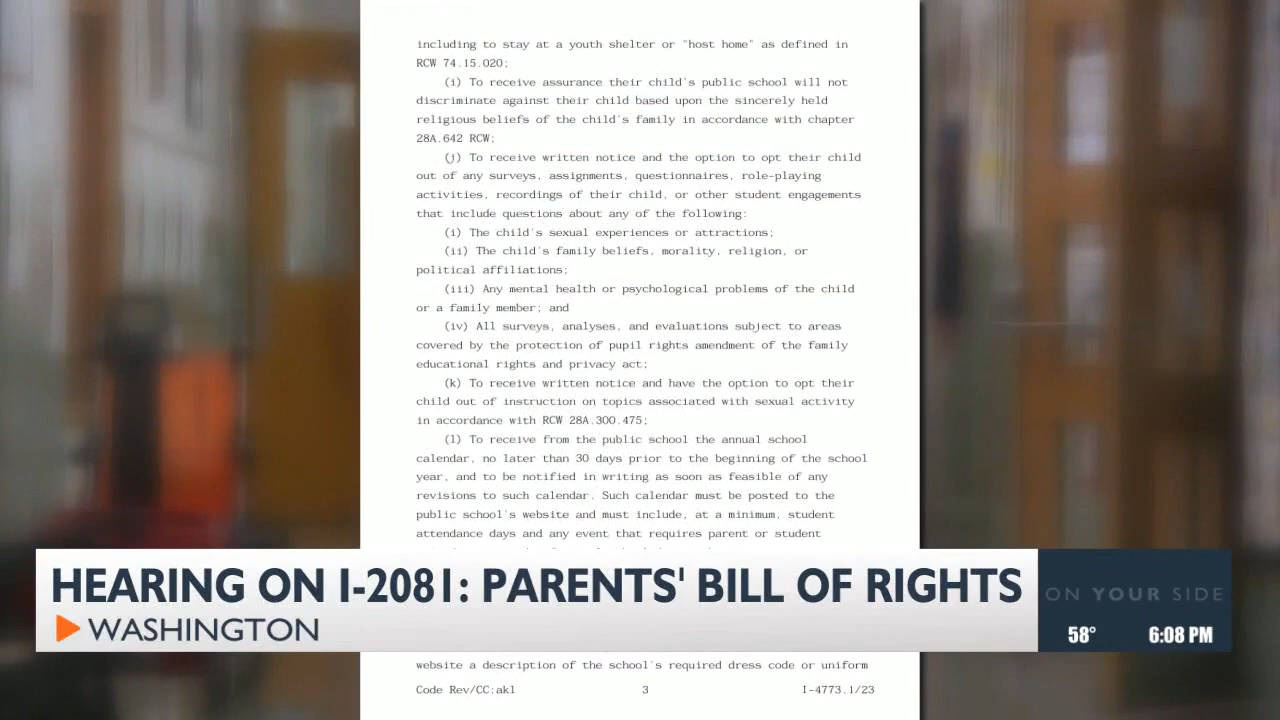 including to stay at a youth shelter or "host home" as defined in
RCW 74.15.020;
(i) To receive assurance their child's public school will not
discriminate against their child based upon the sincerely held
religious beliefs of the child's family in accordance with chapter
28A.642 RCW;
(j) To receive written notice and the option to opt their child
out of any surveys, assignments, questionnaires, role-playing
activities, recordings of their child, or other student engagements
that include questions about any of the following:
(i) The child's sexual experiences or attractions;
(ii) The child's family beliefs, morality, religion, or
political affiliations;
(iii) Any mental health or psychological problems of the child
or a family member; and
(iv) All surveys, analyses, and evaluations subject to areas
covered by the protection of pupil rights amendment of the family
educational rights and privacy act;
(k) To receive written notice and have the option to opt their
child out of instruction on topics associated with sexual activity
in accordance with RCW 28A.300.475;
(l) To receive from the public school the annual school
calendar, no later than 30 days prior to the beginning of the school
year, and to be notified in writing as soon as feasible of any
revisions to such calendar. Such calendar must be posted to the
public school's website and must include, at a minimum, student
attendance days and any event that requires parent or student
HEARING ON I-2081: PARENTS' BILL OF RIGHTS
WASHINGTON
ON YOUR SIDE
58° 6:08 PM
website a description of the school's required dress code or uniform
Code Rev/CC:akl 3 I-4773.1/23